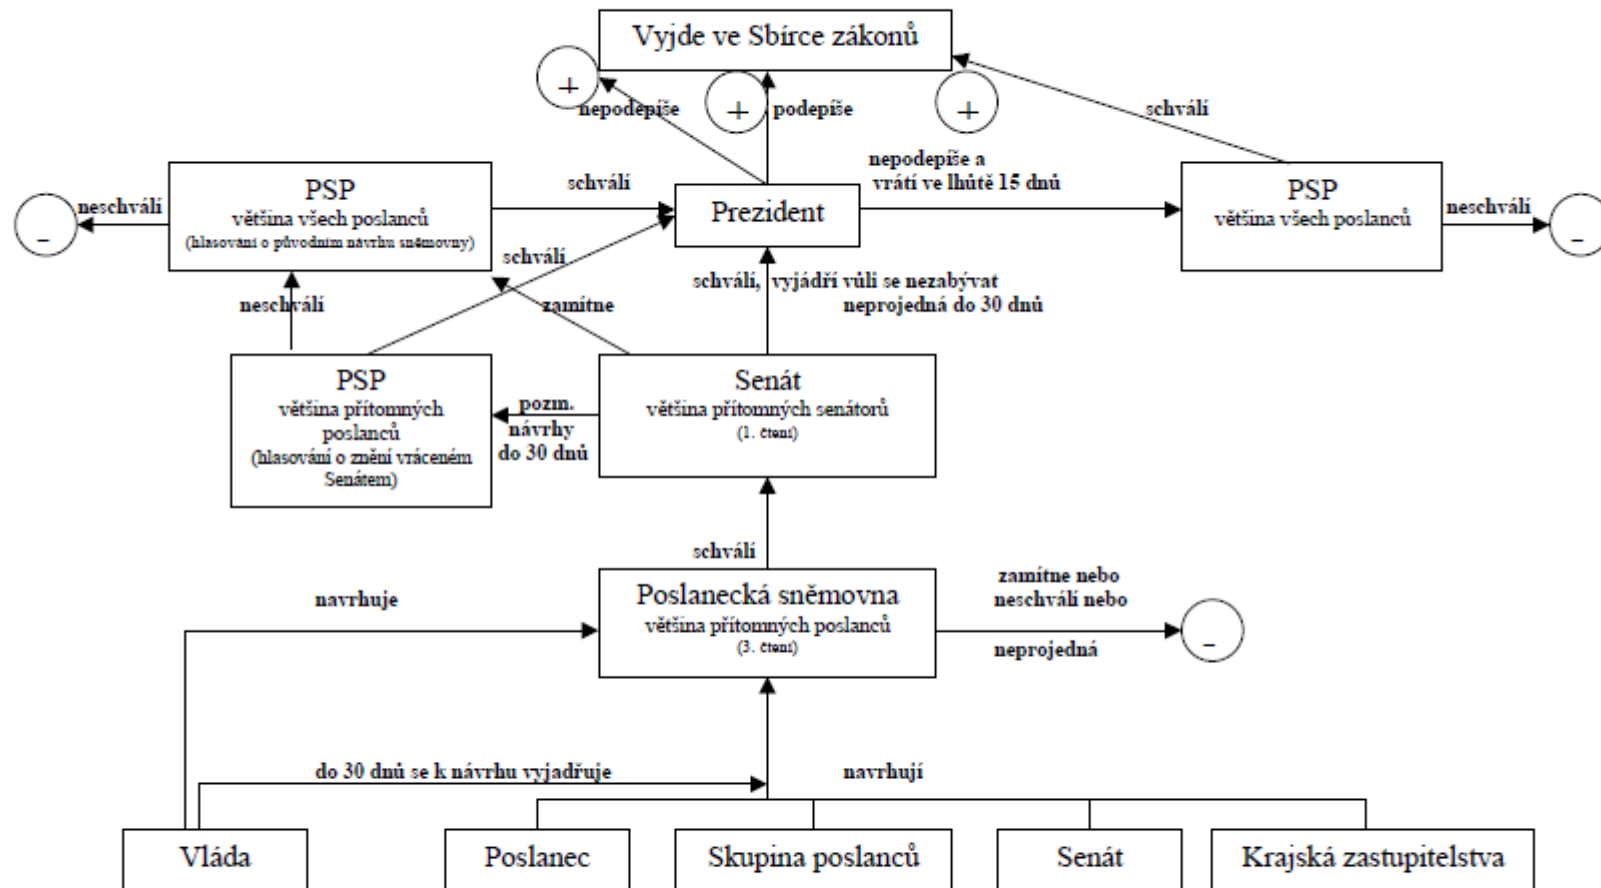 Vyjde ve Sbírce zákonů
+
+
+
nepodepíše
podepíše
schválí
PSP
většina všech poslanců
(hlasování o původním návrhu sněmovny)
neschválí
-
schválí
Prezident
nepodepíše a
vrátí ve lhůtě 15 dnů
PSP
většina všech poslanců
neschválí
-
schválí
neschválí
zamítne
schválí, vyjádří vůli se nezabývat
neprojedná do 30 dnů
PSP
většina přítomných
poslanců
(hlasování o znění vráceném
Senátem)
pozm.
návrhy
do 30 dnů
Senát
většina přítomných senátorů
(1. čtení)
schválí
Poslanecká sněmovna
většina přítomných poslanců
(3. čtení)
zamítne nebo
neschválí nebo
neprojedná
-
navrhuje
do 30 dnů se k návrhu vyjadřuje
navrhují
Vláda
Poslanec
Skupina poslanců
Senát
Krajská zastupitelstva